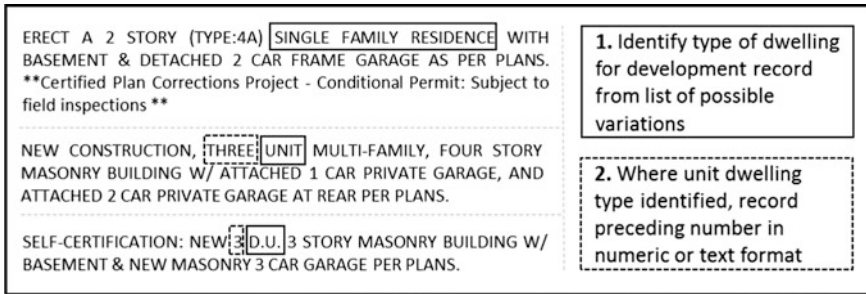 ERECT A 2 STORY (TYPE:4A) SINGLE FAMILY RESIDENCE WITH
BASEMENT & DETACHED 2 CAR FRAME GARAGE AS PER PLANS.
**Certified Plan Corrections Project - Conditional Permit: Subject to
field inspections **
NEW CONSTRUCTION, THREE UNIT MULTI-FAMILY, FOUR STORY
MASONRY BUILDING W/ ATTACHED 1 CAR PRIVATE GARAGE, AND
ATTACHED 2 CAR PRIVATE GARAGE AT REAR PER PLANS.
SELF-CERTIFICATION: NEW 3 D.U. 3 STORY MASONRY BUILDING W/
BASEMENT & NEW MASONRY 3 CAR GARAGE PER PLANS.
1. Identify type of dwelling
for development record
from list of possible
variations
2. Where unit dwelling
type identified, record
preceding number in
numeric or text format